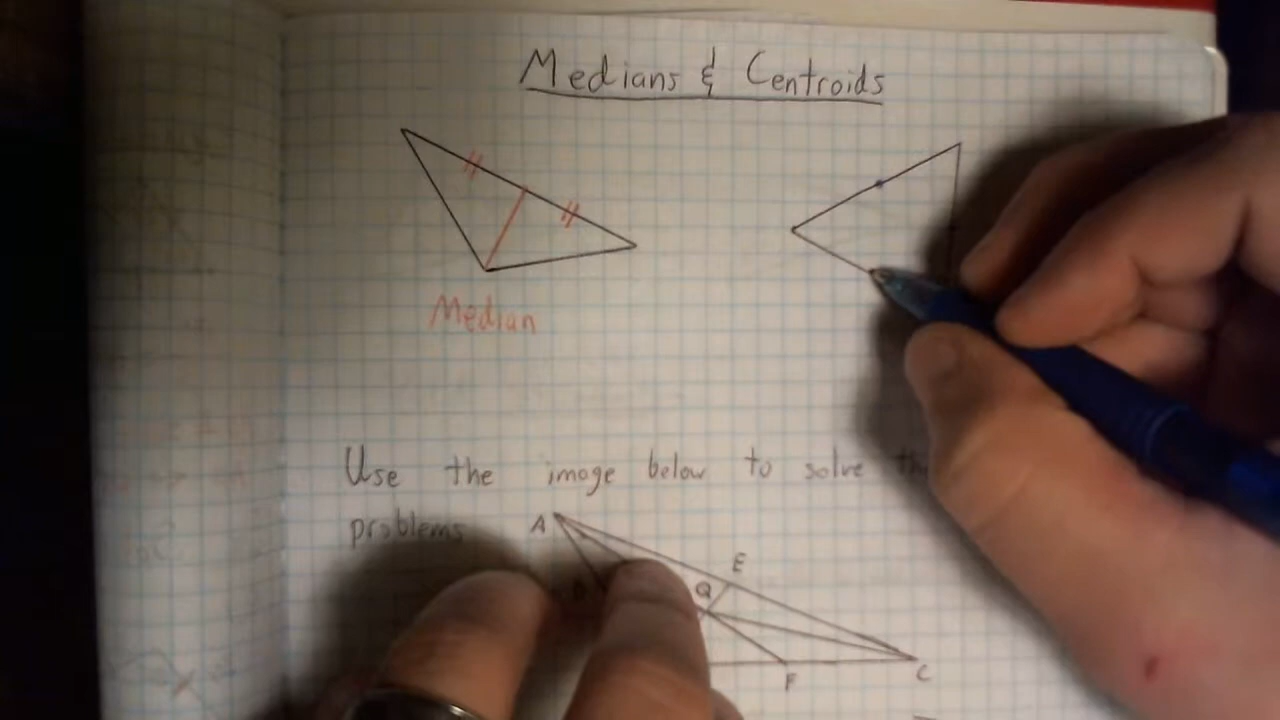 Medians & Centroids
Median
Use the image below to solve
problems
A
E
Q
F
C